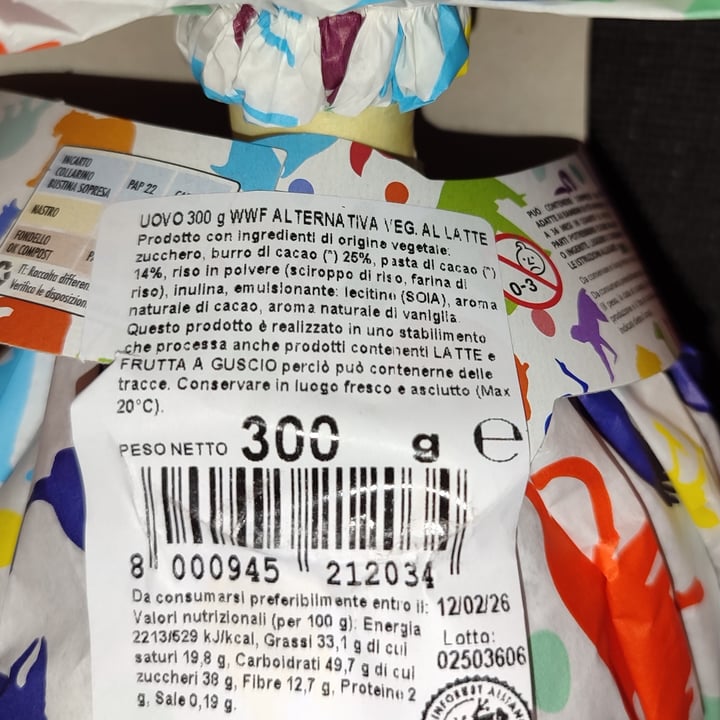 INCARTO
COLLARINO
BUSTINA SOPRESA
PAP 22
NASTRO
FONDELLO
OK COMPOST
IT: Raccolta differen
Verifica le disposizion
UOVO 300 g WWF ALTERNATIVA VEG. AL LATTE
Prodotto con ingredienti di origine vegetale:
zucchero, burro di cacao (*) 25%, pasta di cacao (*)
14%, riso in polvere (sciroppo di riso, farina di
riso), inulina, emulsionante: lecitine (SOIA), aroma
naturale di cacao, aroma naturale di vaniglia.
Questo prodotto è realizzato in uno stabilimento
che processa anche prodotti contenenti LATTE e
FRUTTA A GUSCIO perciò può contenerne delle
tracce. Conservare in luogo fresco e asciutto (Max
20°C).
PESO NETTO 300 g e
8 000945 212034
Da consumarsi preferibilmente entro il: 12/02/26
Valori nutrizionali (per 100 g): Energia
2213/529 kJ/kcal, Grassi 33,1 g di cui
saturi 19,8 g, Carboidrati 49,7 g di cui
zuccheri 38 g, Fibre 12,7 g, Proteine 2
g, Sale 0,19 g.
Lotto:
02503606
0-3
PUÒ CONTENERE